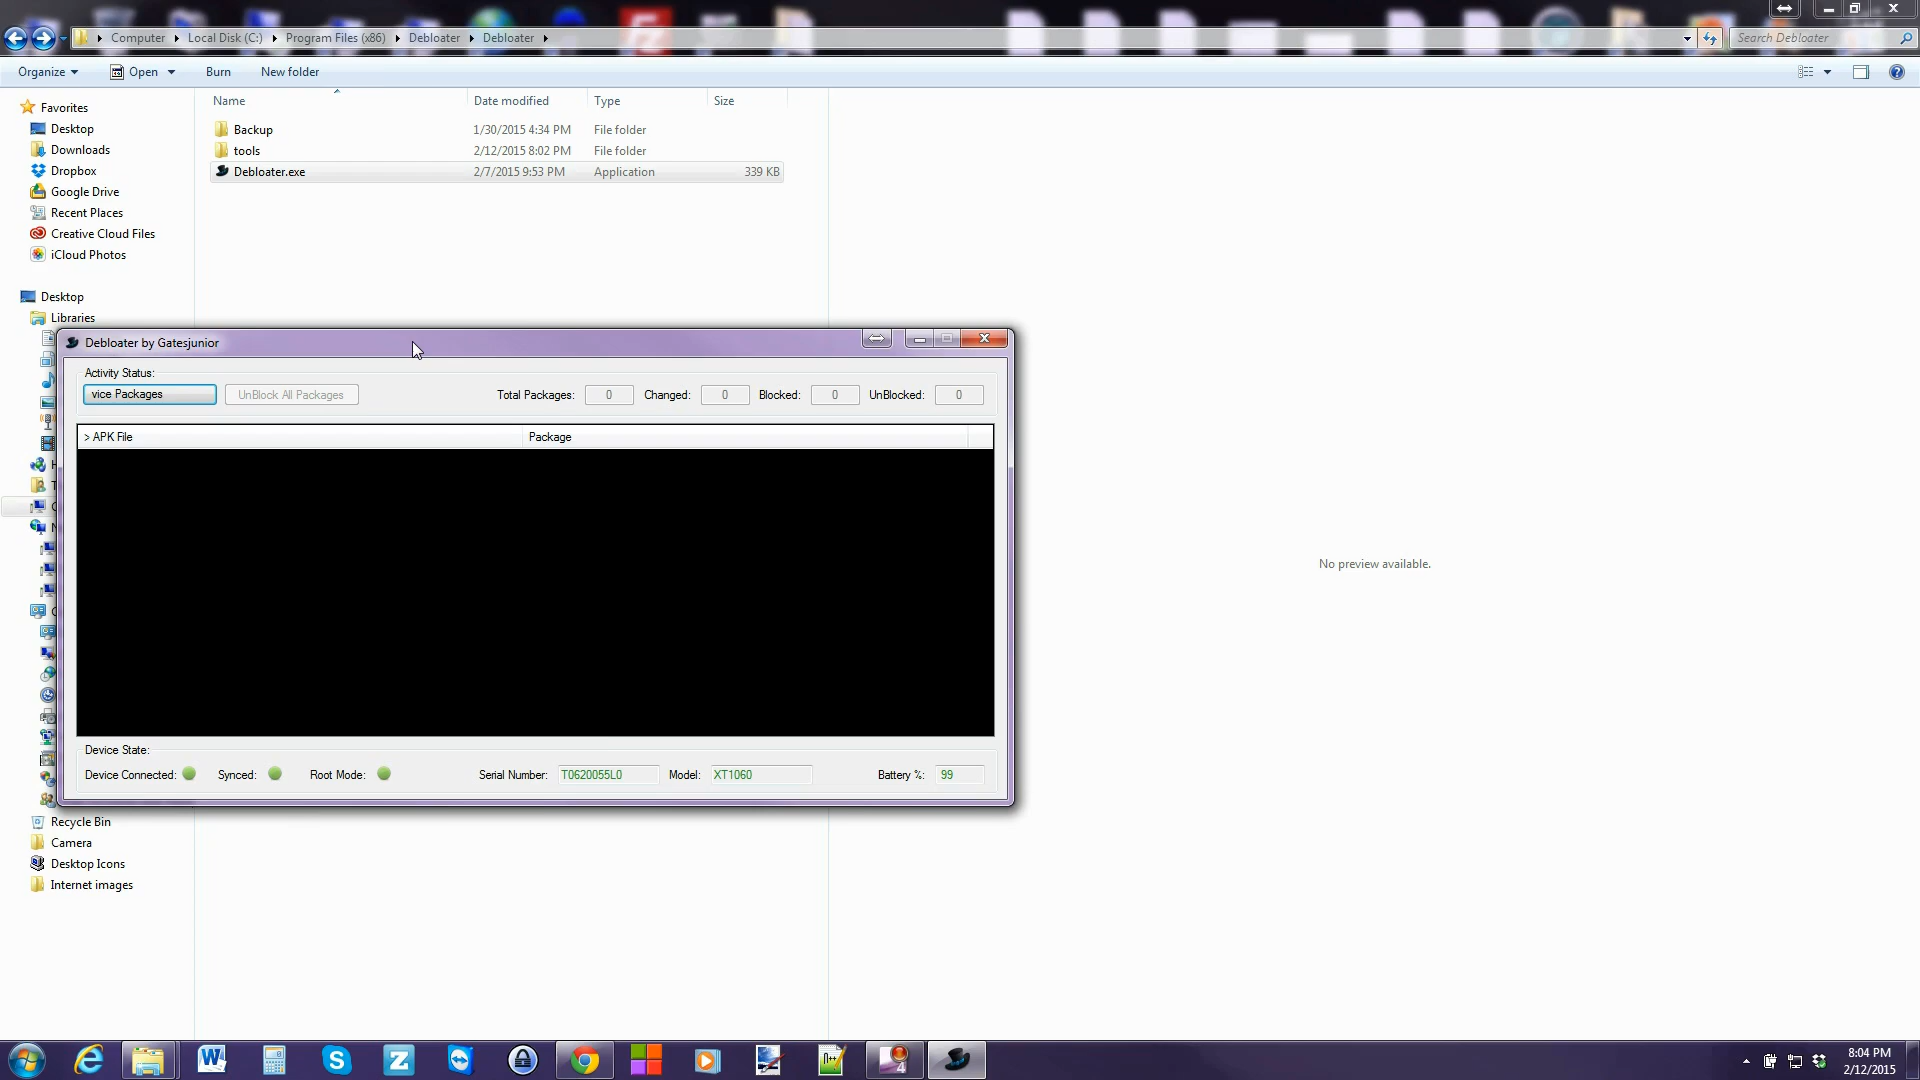 Computer
Local Disk (C:)
Program Files (x86)
Debloater
Debloater
Search Debloater
Organize
Open
Burn
New folder
Name
Date modified
Type
Size
Backup
1/30/2015 4:34 PM
File folder
tools
2/12/2015 8:02 PM
File folder
Debloater.exe
2/7/2015 9:53 PM
Application
339 KB
Favorites
Desktop
Downloads
Dropbox
Google Drive
Recent Places
Creative Cloud Files
iCloud Photos
Desktop
Libraries
Debloater by Gatesjunior
Activity Status:
vice Packages
UnBlock All Packages
Total Packages:
0
Changed:
0
Blocked:
0
UnBlocked:
0
> APK File
Package
Device State:
Device Connected:
Synced:
Root Mode:
Serial Number:
T0620055L0
Model:
XT1060
Battery %:
99
No preview available.
Recycle Bin
Camera
Desktop Icons
Internet images
8:04 PM
2/12/2015